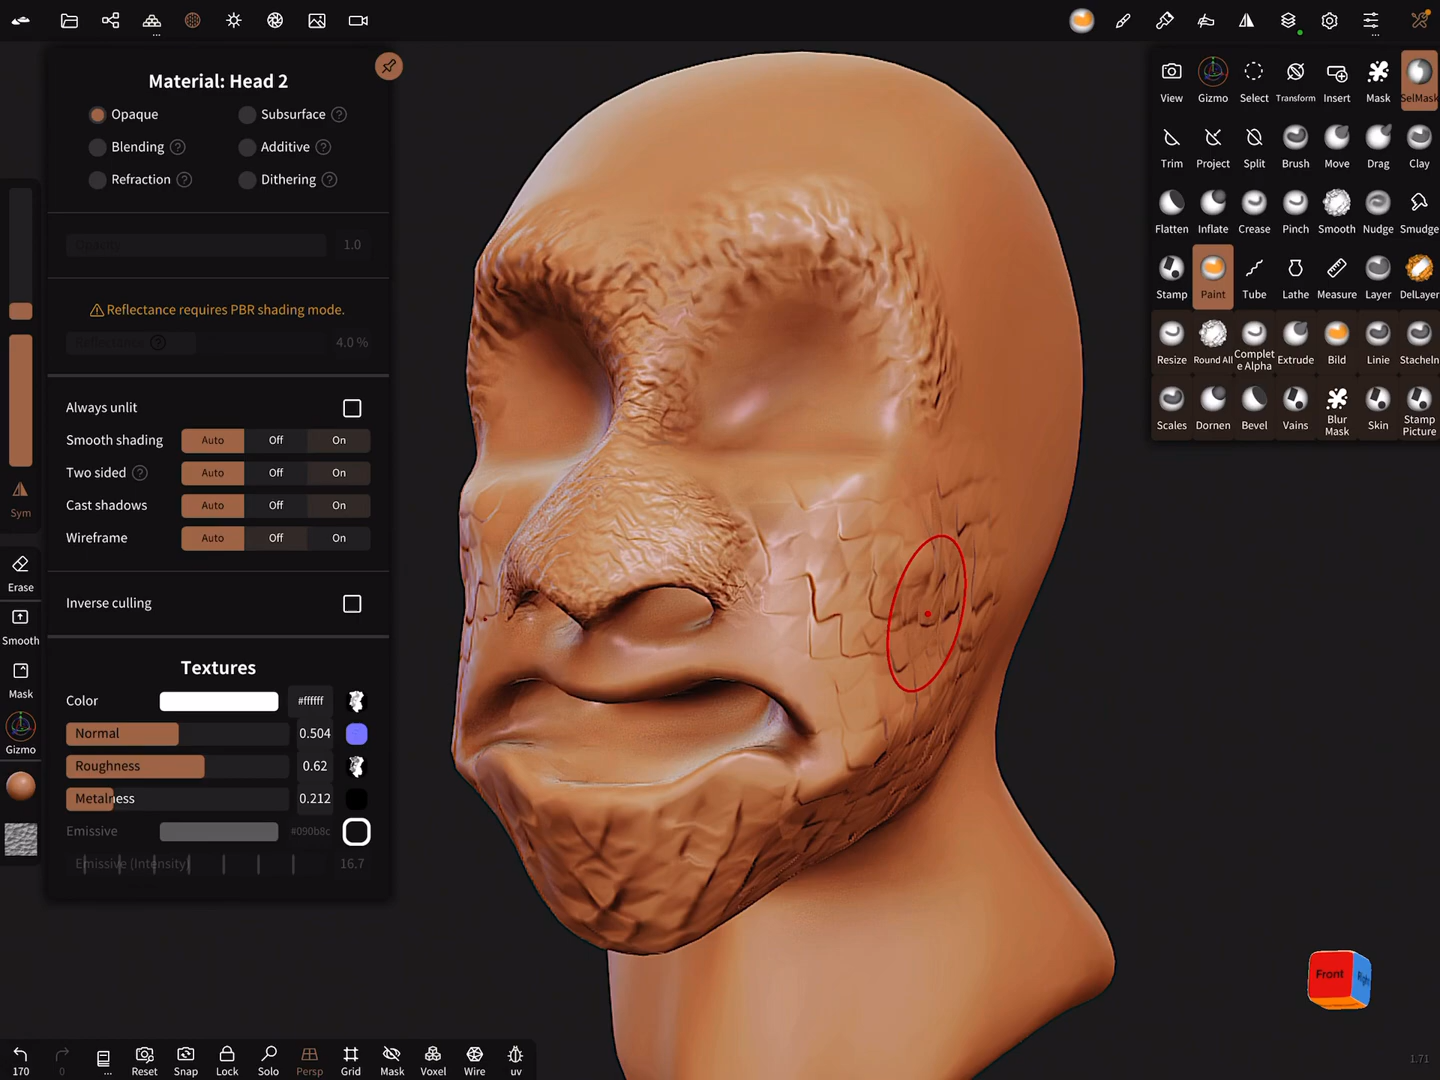 Material: Head 2
Opaque
Subsurface ?
Blending ?
Additive ?
Refraction ?
Dithering ?
Opacity 1.0
Reflectance requires PBR shading mode.
Reflectance ? 4.0 %
Always unlit
Smooth shading Auto Off On
Two sided ? Auto Off On
Cast shadows Auto Off On
Wireframe Auto Off On
Inverse culling
Textures
Color #ffffff
Normal 0.504
Roughness 0.62
Metalness 0.212
Emissive #090b8c
Emissive (Intensity) 16.7
Sym
Erase
Smooth
Mask
Gizmo
View Gizmo Select Transform Insert Mask SelMask
Trim Project Split Brush Move Drag Clay
Flatten Inflate Crease Pinch Smooth Nudge Smudge
Stamp Paint Tube Lathe Measure Layer DelLayer
Resize Round All Complet
e Alpha Extrude Bild Linie Stacheln
Scales Dornen Bevel Vains Blur
Mask Skin Stamp
Picture
Front Right
170 0 ... Reset Snap Lock Solo Persp Grid Mask Voxel Wire uv
1.71